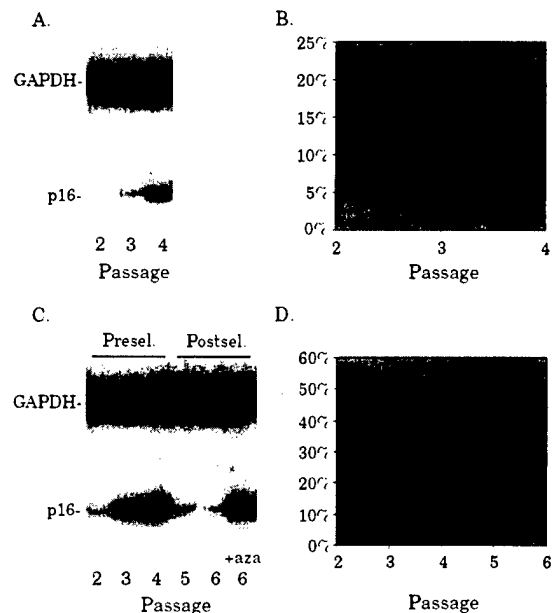 A.
GAPDH-
p16-
2 3 4
Passage
B.
25%
20%
15%
10%
5%
0%
2 3 4
Passage
C.
Presel. Postsel.
GAPDH-
p16-
+aza
2 3 4 5 6 6
Passage
D.
60%
50%
40%
30%
20%
10%
0%
2 3 4 5 6
Passage